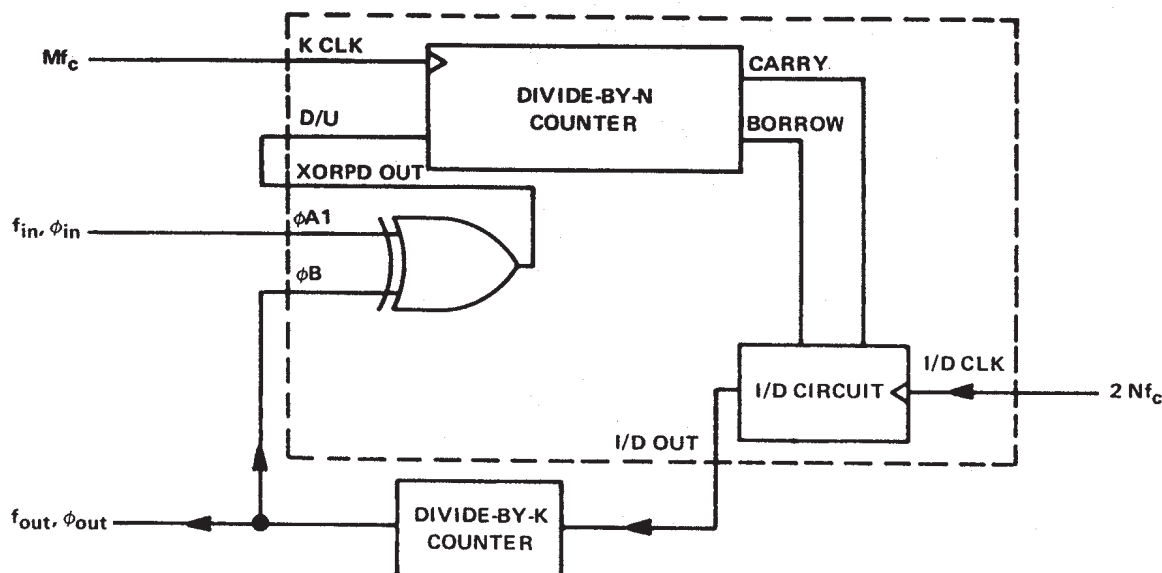 K CLK
Mfc
CARRY
DIVIDE-BY-N
COUNTER
D/U
BORROW
XORPD OUT
fin, ϕin
ϕA1
ϕB
I/D CLK
I/D CIRCUIT
2 Nfc
I/D OUT
fout, ϕout
DIVIDE-BY-K
COUNTER